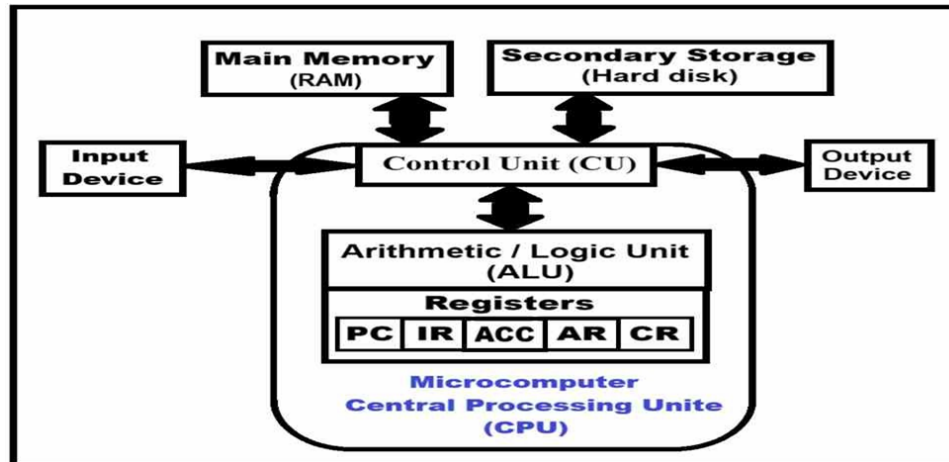 Main Memory
(RAM)
Secondary Storage
(Hard disk)
Input
Device
Control Unit (CU)
Output
Device
Arithmetic / Logic Unit
(ALU)
Registers
PC IR ACC AR CR
Microcomputer
Central Processing Unite
(CPU)